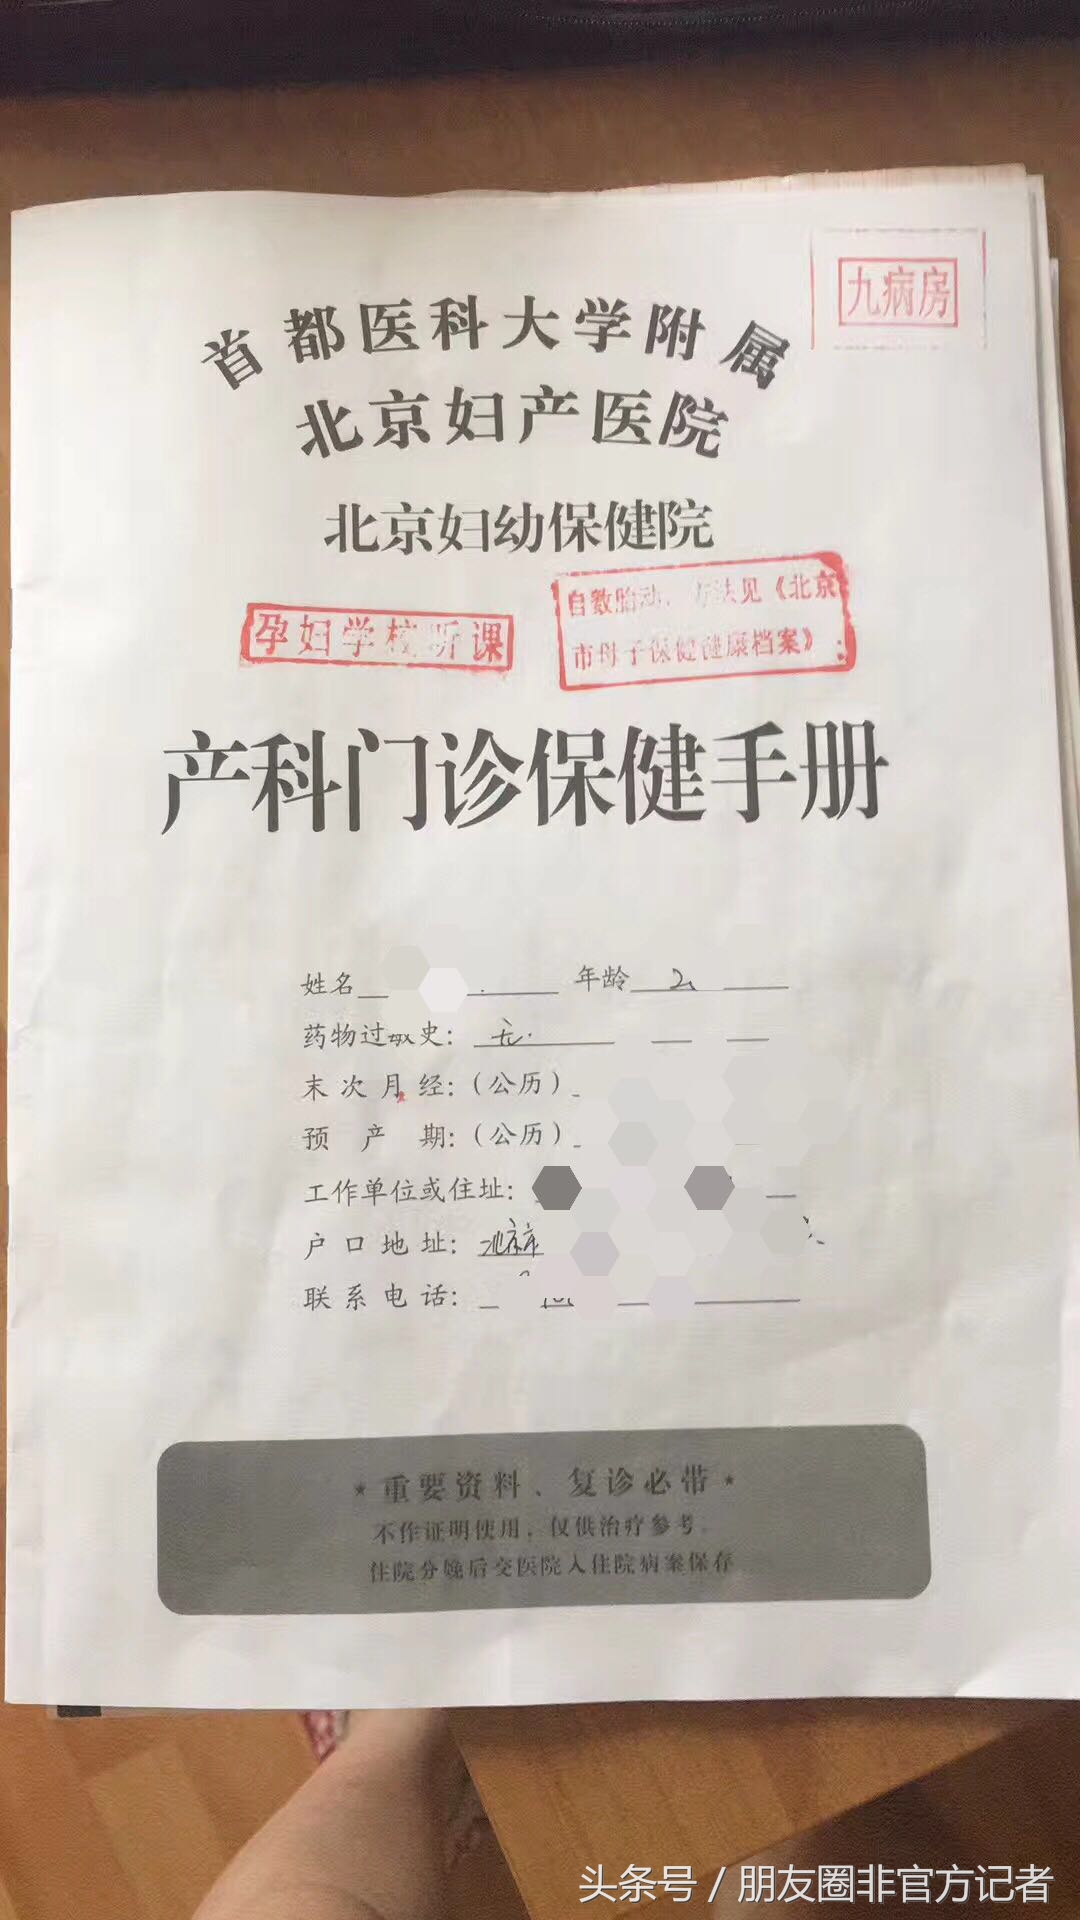 九病房
首都医科大学附属
北京妇产医院
北京妇幼保健院
孕妇学校听课
自数胎动，方法见《北京
市母子保健健康档案》；
产科门诊保健手册
姓名 年龄
药物过敏史：无.
末次月经：（公历）
预产期：（公历）
工作单位或住址：
户口地址：北京市
联系电话：
★重要资料、复诊必带★
不作证明使用，仅供治疗参考，
住院分娩后交医院入住院病案保存
头条号 / 朋友圈非官方记者